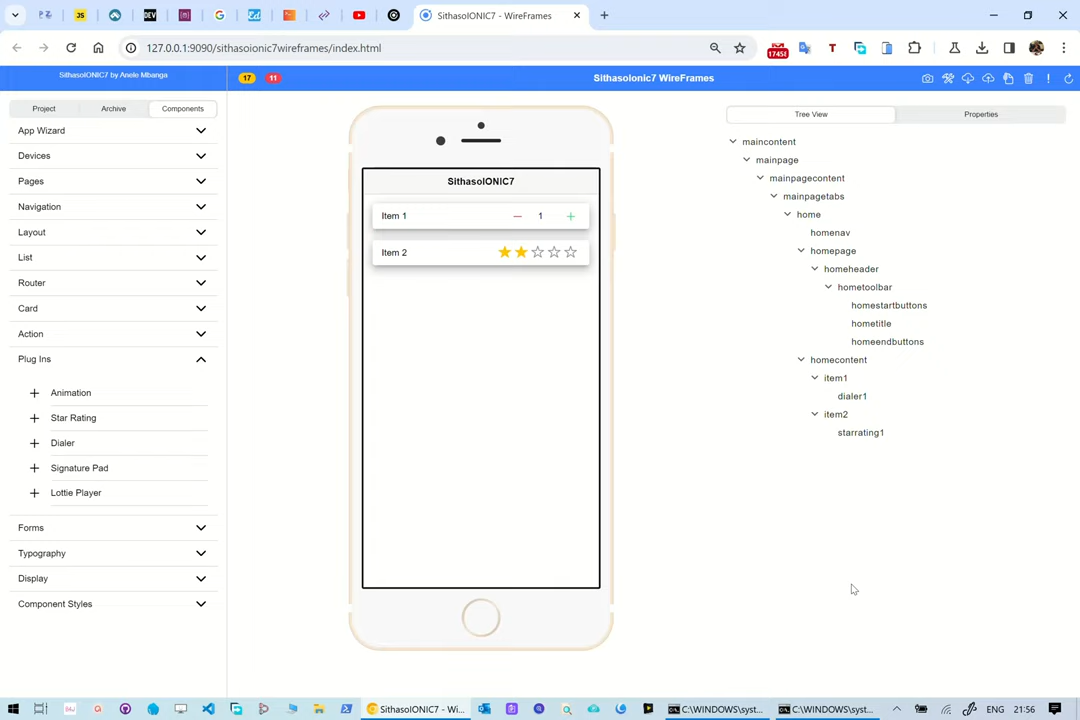 SithasoIONIC7 - WireFrames
127.0.0.1:9090/sithasoionic7wireframes/index.html
SithasoIONIC7 by Anele Mbanga
17
11
SithasoIonic7 WireFrames
Project
Archive
Components
App Wizard
Devices
Pages
Navigation
Layout
List
Router
Card
Action
Plug Ins
Animation
Star Rating
Dialer
Signature Pad
Lottie Player
Forms
Typography
Display
Component Styles
SithasoIONIC7
Item 1
1
Item 2
Tree View
Properties
maincontent
mainpage
mainpagecontent
mainpagetabs
home
homenav
homepage
homeheader
hometoolbar
homestartbuttons
hometitle
homeendbuttons
homecontent
item1
dialer1
item2
starrating1
SithasoIONIC7 - Wi...
C:\WINDOWS\syst...
C:\WINDOWS\syst...
ENG
21:56